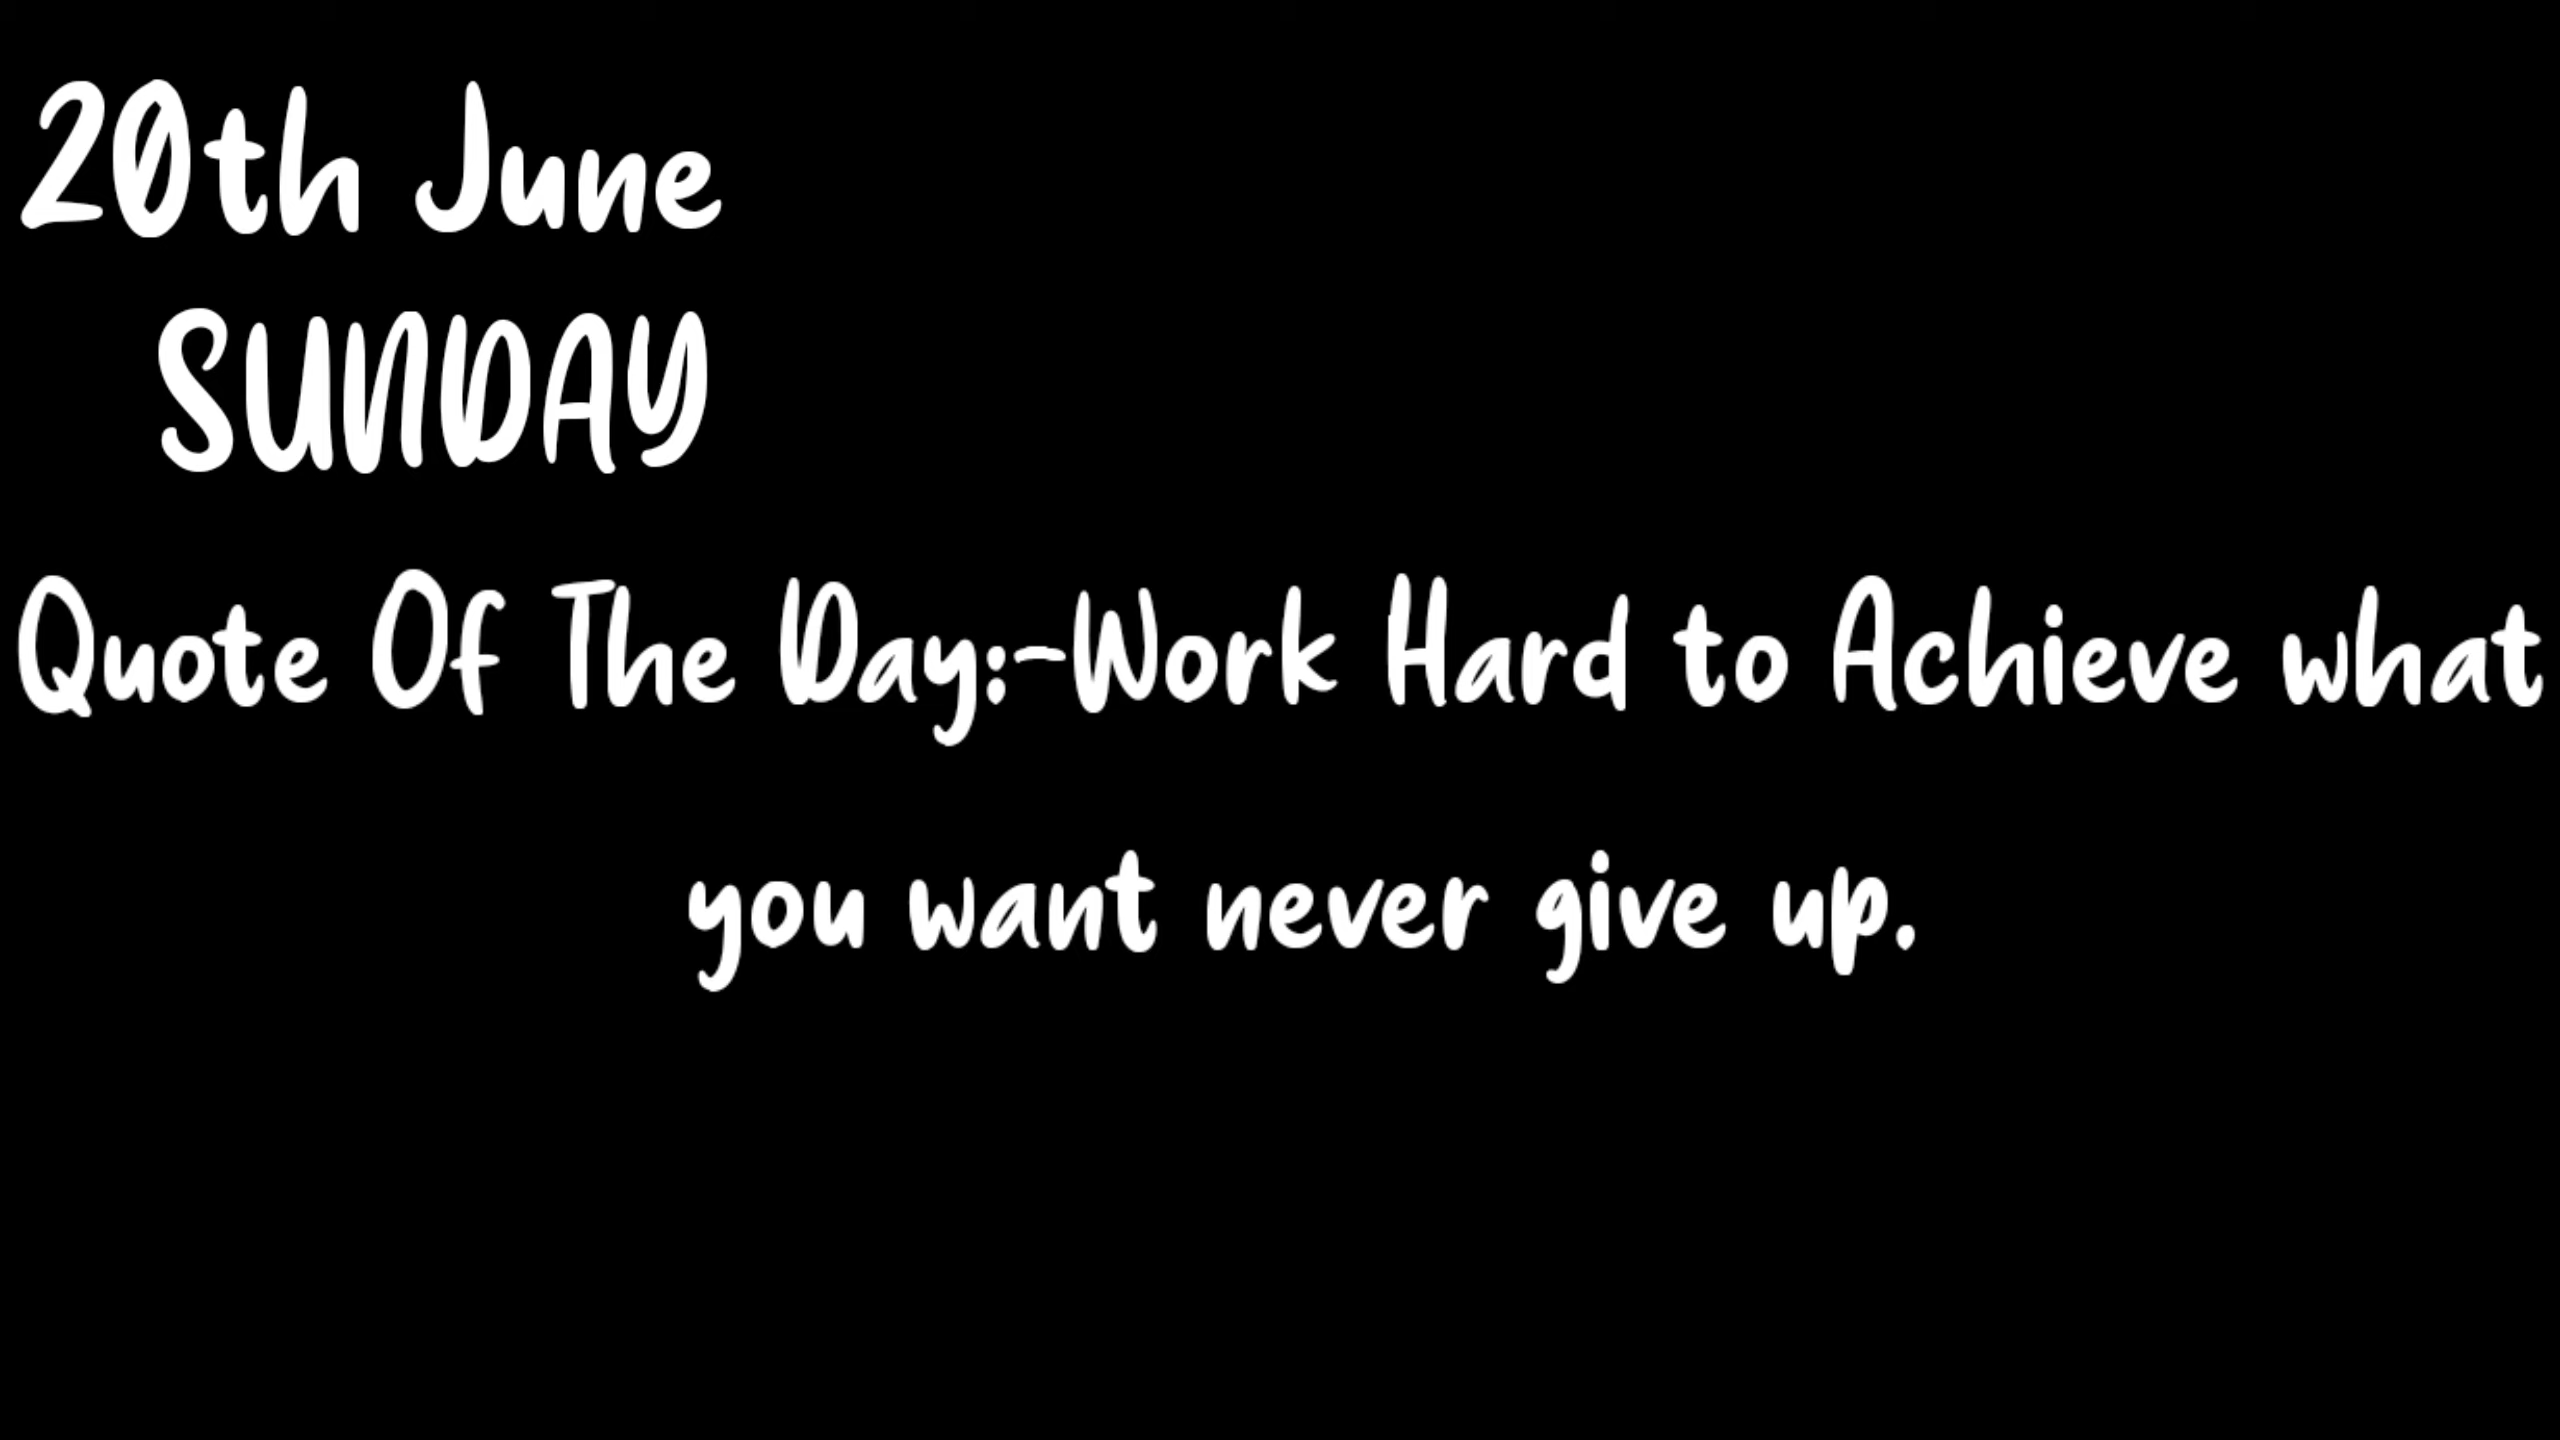 20th June
SUNDAY
Quote Of The Day:-Work Hard to Achieve what
you want never give up.